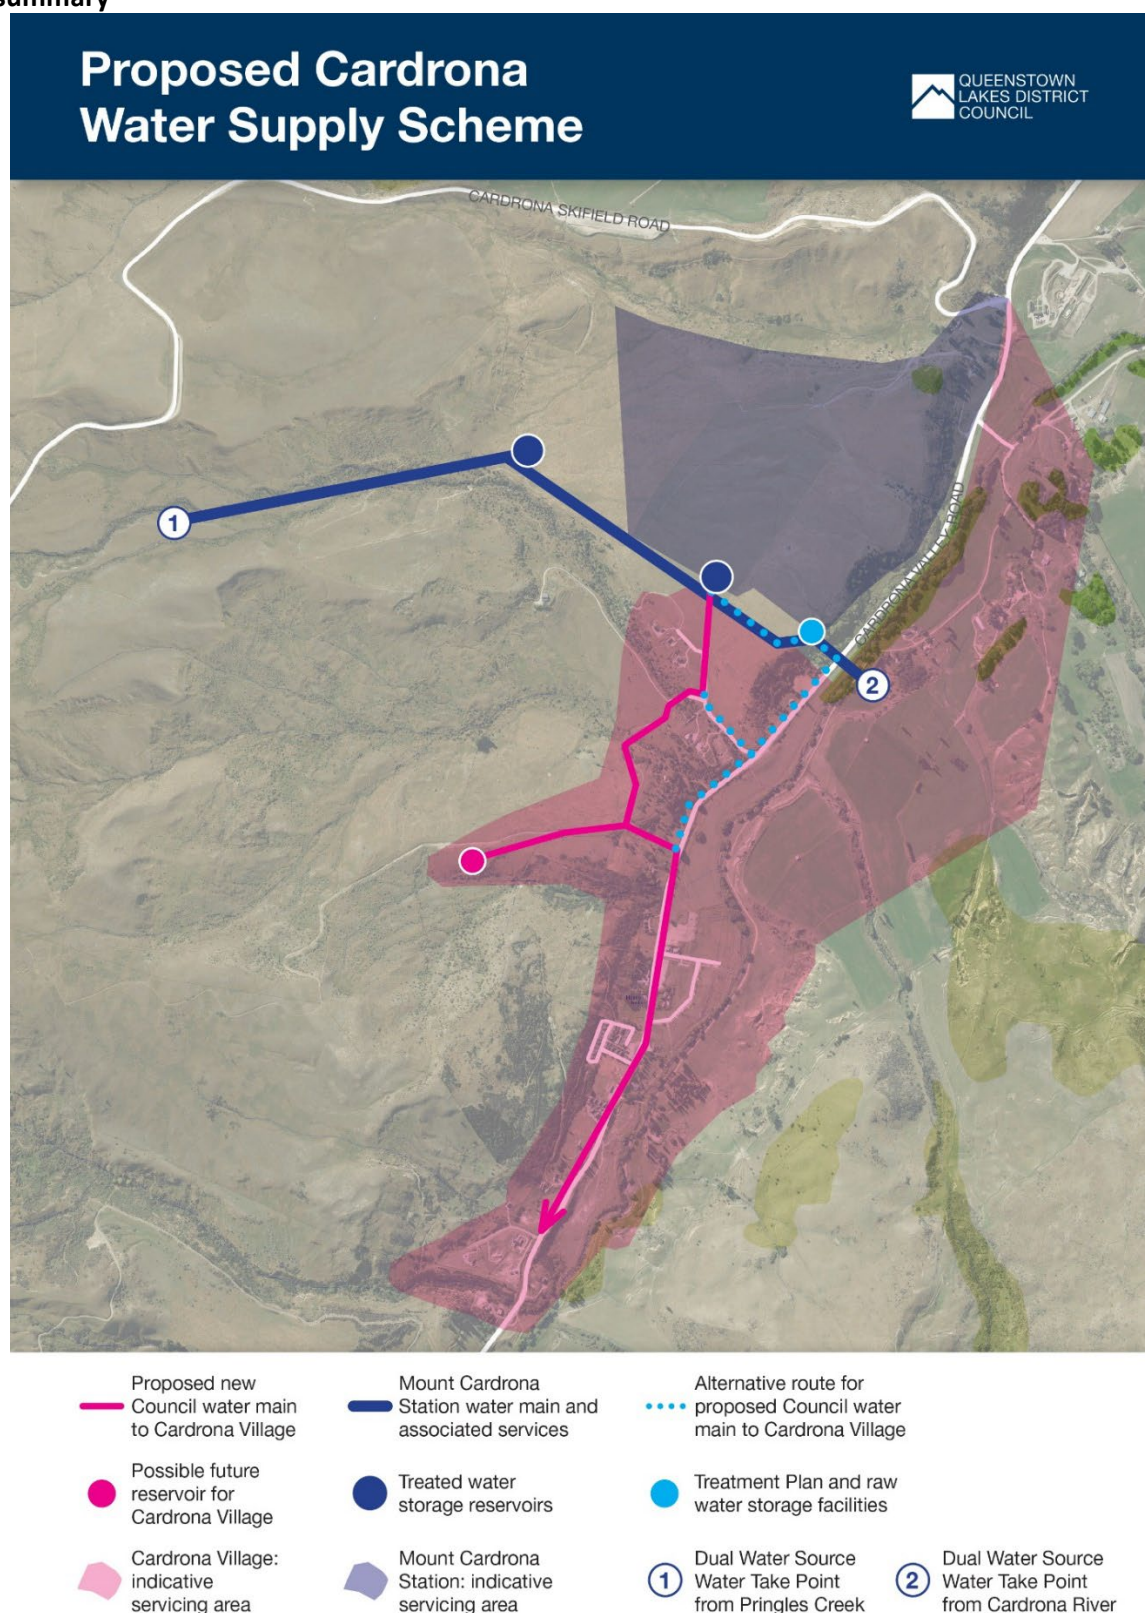 summary
Proposed Cardrona
Water Supply Scheme
QUEENSTOWN
LAKES DISTRICT
COUNCIL
CARDRONA SKIFIELD ROAD
CARDRONA VALLEY ROAD
1
2
Proposed new
Council water main
to Cardrona Village
Mount Cardrona
Station water main and
associated services
Alternative route for
proposed Council water
main to Cardrona Village
Possible future
reservoir for
Cardrona Village
Treated water
storage reservoirs
Treatment Plan and raw
water storage facilities
Cardrona Village:
indicative
servicing area
Mount Cardrona
Station: indicative
servicing area
1
Dual Water Source
Water Take Point
from Pringles Creek
2
Dual Water Source
Water Take Point
from Cardrona River